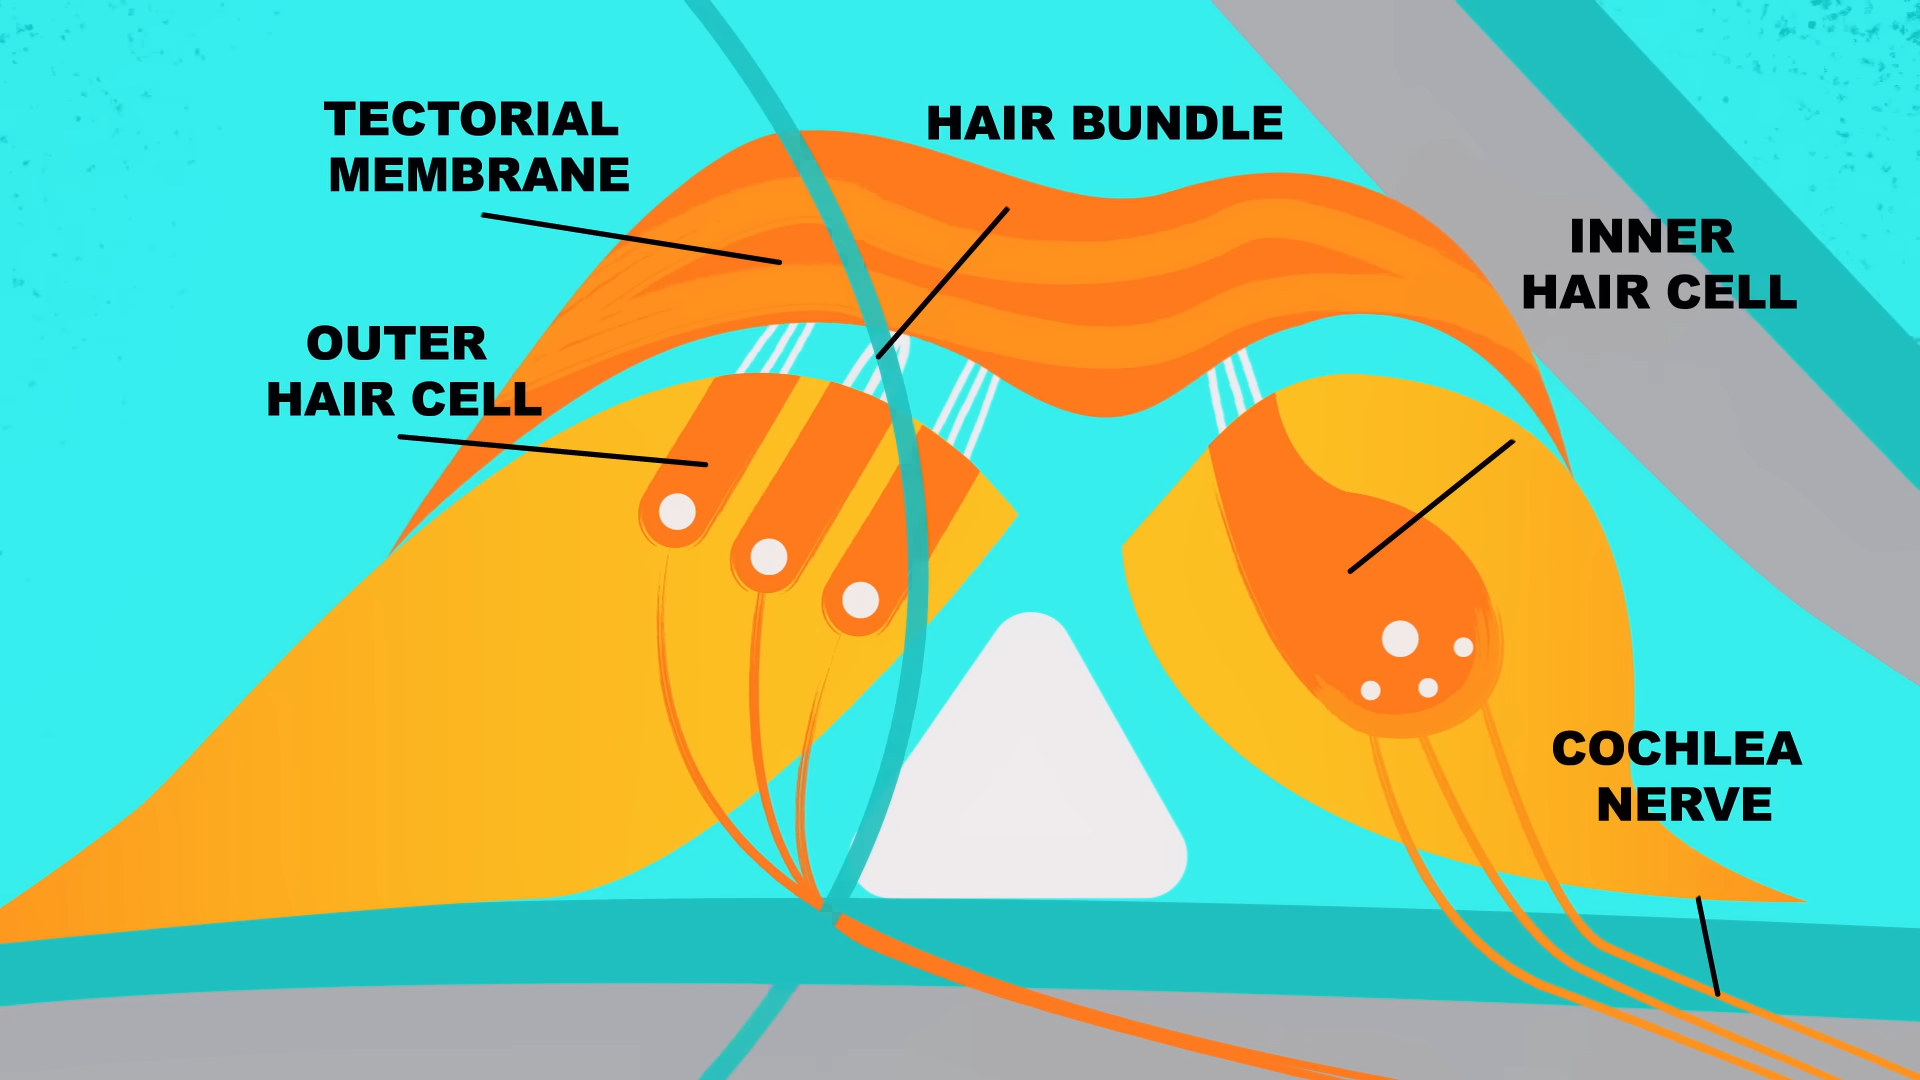 TECTORIAL
MEMBRANE
HAIR BUNDLE
INNER
HAIR CELL
OUTER
HAIR CELL
COCHLEA
NERVE